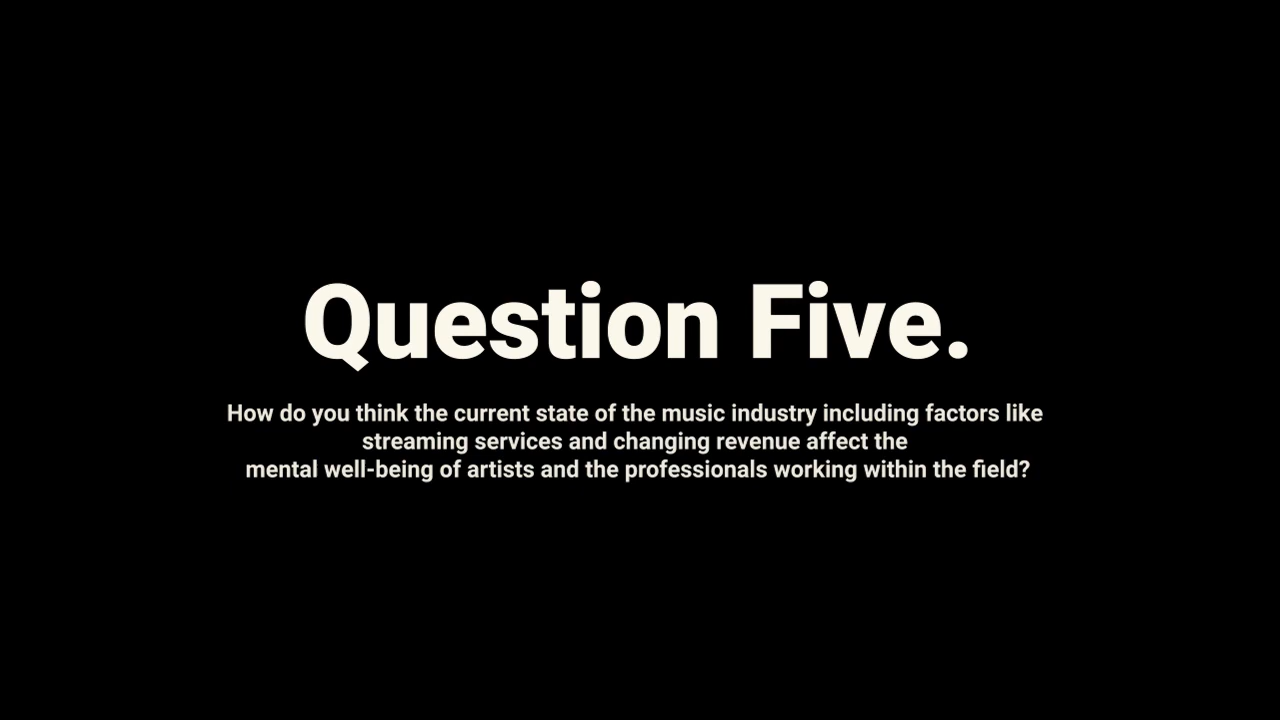 Question Five.
How do you think the current state of the music industry including factors like
streaming services and changing revenue affect the
mental well-being of artists and the professionals working within the field?